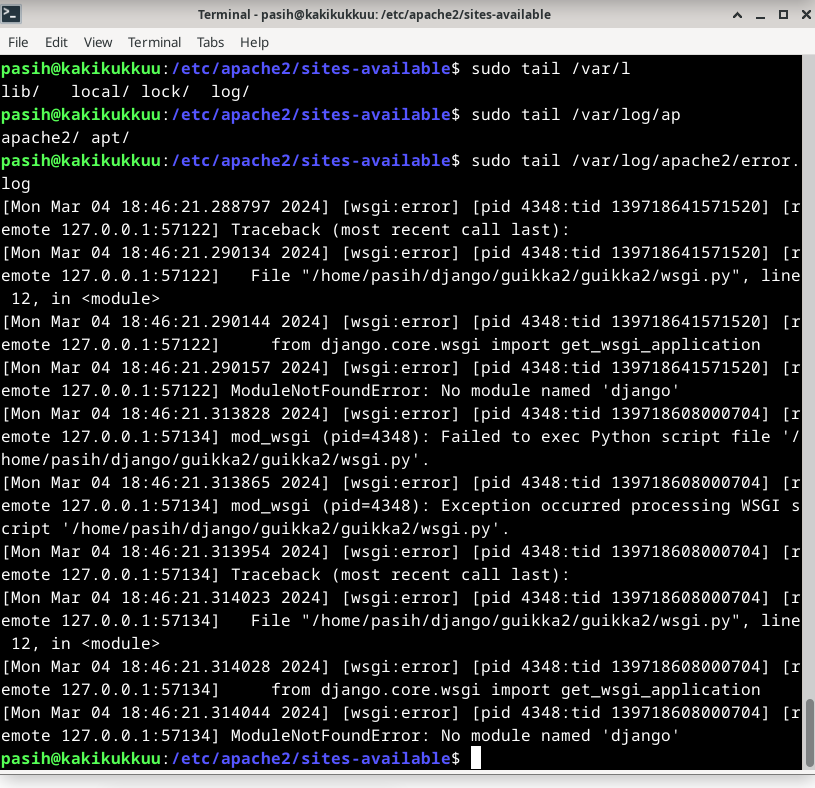 Terminal - pasih@kakikukkuu: /etc/apache2/sites-available
File Edit View Terminal Tabs Help
pasih@kakikukkuu:/etc/apache2/sites-available$ sudo tail /var/l
lib/   local/ lock/  log/
pasih@kakikukkuu:/etc/apache2/sites-available$ sudo tail /var/log/ap
apache2/ apt/
pasih@kakikukkuu:/etc/apache2/sites-available$ sudo tail /var/log/apache2/error.
log
[Mon Mar 04 18:46:21.288797 2024] [wsgi:error] [pid 4348:tid 139718641571520] [r
emote 127.0.0.1:57122] Traceback (most recent call last):
[Mon Mar 04 18:46:21.290134 2024] [wsgi:error] [pid 4348:tid 139718641571520] [r
emote 127.0.0.1:57122]   File "/home/pasih/django/guikka2/guikka2/wsgi.py", line
 12, in <module>
[Mon Mar 04 18:46:21.290144 2024] [wsgi:error] [pid 4348:tid 139718641571520] [r
emote 127.0.0.1:57122]     from django.core.wsgi import get_wsgi_application
[Mon Mar 04 18:46:21.290157 2024] [wsgi:error] [pid 4348:tid 139718641571520] [r
emote 127.0.0.1:57122] ModuleNotFoundError: No module named 'django'
[Mon Mar 04 18:46:21.313828 2024] [wsgi:error] [pid 4348:tid 139718608000704] [r
emote 127.0.0.1:57134] mod_wsgi (pid=4348): Failed to exec Python script file '/
home/pasih/django/guikka2/guikka2/wsgi.py'.
[Mon Mar 04 18:46:21.313865 2024] [wsgi:error] [pid 4348:tid 139718608000704] [r
emote 127.0.0.1:57134] mod_wsgi (pid=4348): Exception occurred processing WSGI s
cript '/home/pasih/django/guikka2/guikka2/wsgi.py'.
[Mon Mar 04 18:46:21.313954 2024] [wsgi:error] [pid 4348:tid 139718608000704] [r
emote 127.0.0.1:57134] Traceback (most recent call last):
[Mon Mar 04 18:46:21.314023 2024] [wsgi:error] [pid 4348:tid 139718608000704] [r
emote 127.0.0.1:57134]   File "/home/pasih/django/guikka2/guikka2/wsgi.py", line
 12, in <module>
[Mon Mar 04 18:46:21.314028 2024] [wsgi:error] [pid 4348:tid 139718608000704] [r
emote 127.0.0.1:57134]     from django.core.wsgi import get_wsgi_application
[Mon Mar 04 18:46:21.314044 2024] [wsgi:error] [pid 4348:tid 139718608000704] [r
emote 127.0.0.1:57134] ModuleNotFoundError: No module named 'django'
pasih@kakikukkuu:/etc/apache2/sites-available$